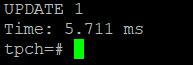 UPDATE 1
Time: 5.711 ms
tpch=#